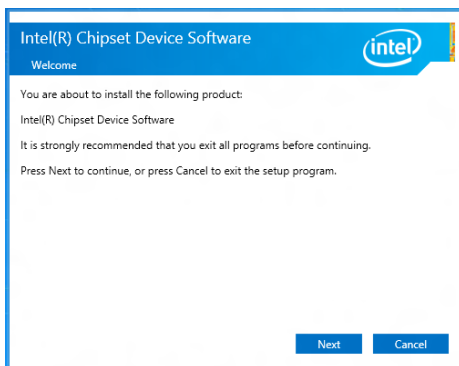 Intel(R) Chipset Device Software
intel
Welcome
You are about to install the following product:
Intel(R) Chipset Device Software
It is strongly recommended that you exit all programs before continuing.
Press Next to continue, or press Cancel to exit the setup program.
Next Cancel